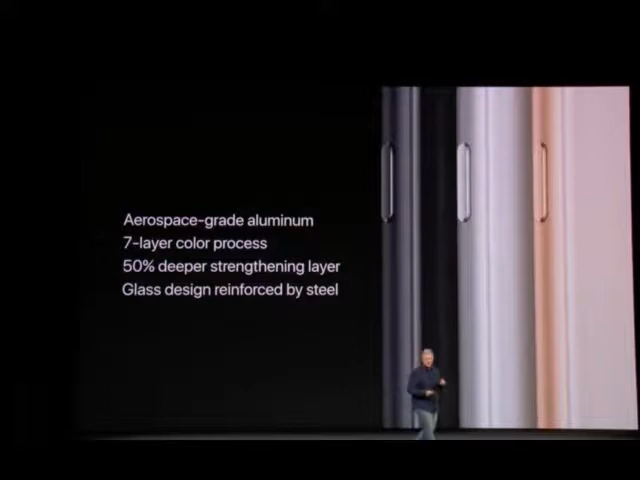 Aerospace-grade aluminum
7-layer color process
50% deeper strengthening layer
Glass design reinforced by steel